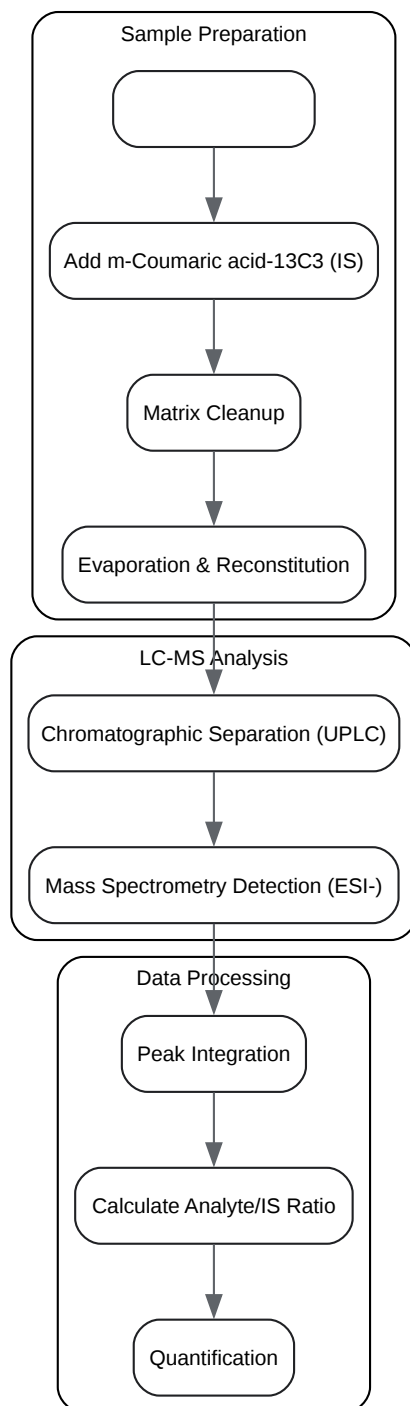 Sample Preparation
Add m-Coumaric acid-13C3 (IS)
Matrix Cleanup
Evaporation & Reconstitution
LC-MS Analysis
Chromatographic Separation (UPLC)
Mass Spectrometry Detection (ESI-)
Data Processing
Peak Integration
Calculate Analyte/IS Ratio
Quantification